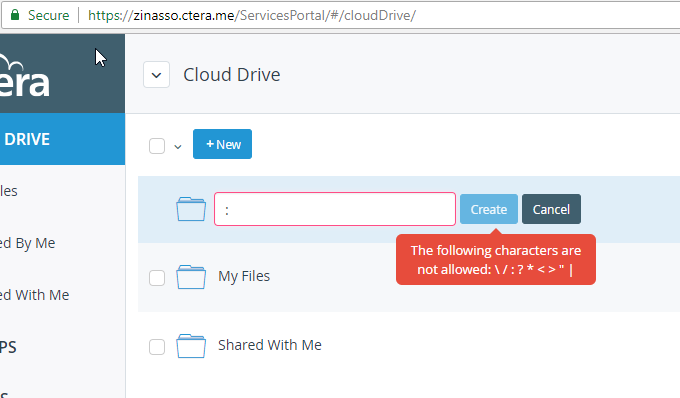 Secure | https://zinasso.ctera.me/ServicesPortal/#/cloudDrive/
era
Cloud Drive
DRIVE
+ New
les
: Create Cancel
The following characters are
not allowed: \ / : ? * < > " |
ed By Me
My Files
ed With Me
PS
Shared With Me
S